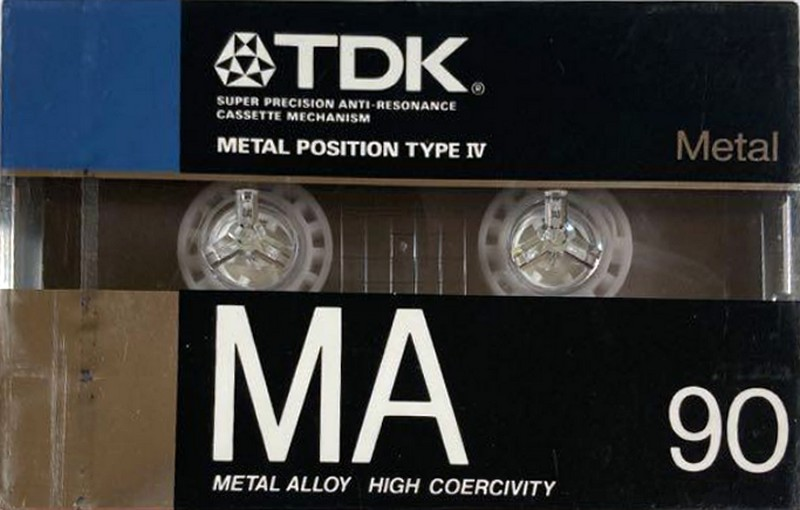 TDK®
SUPER PRECISION ANTI-RESONANCE
CASSETTE MECHANISM
METAL POSITION TYPE IV
Metal
MA
90
METAL ALLOY HIGH COERCIVITY